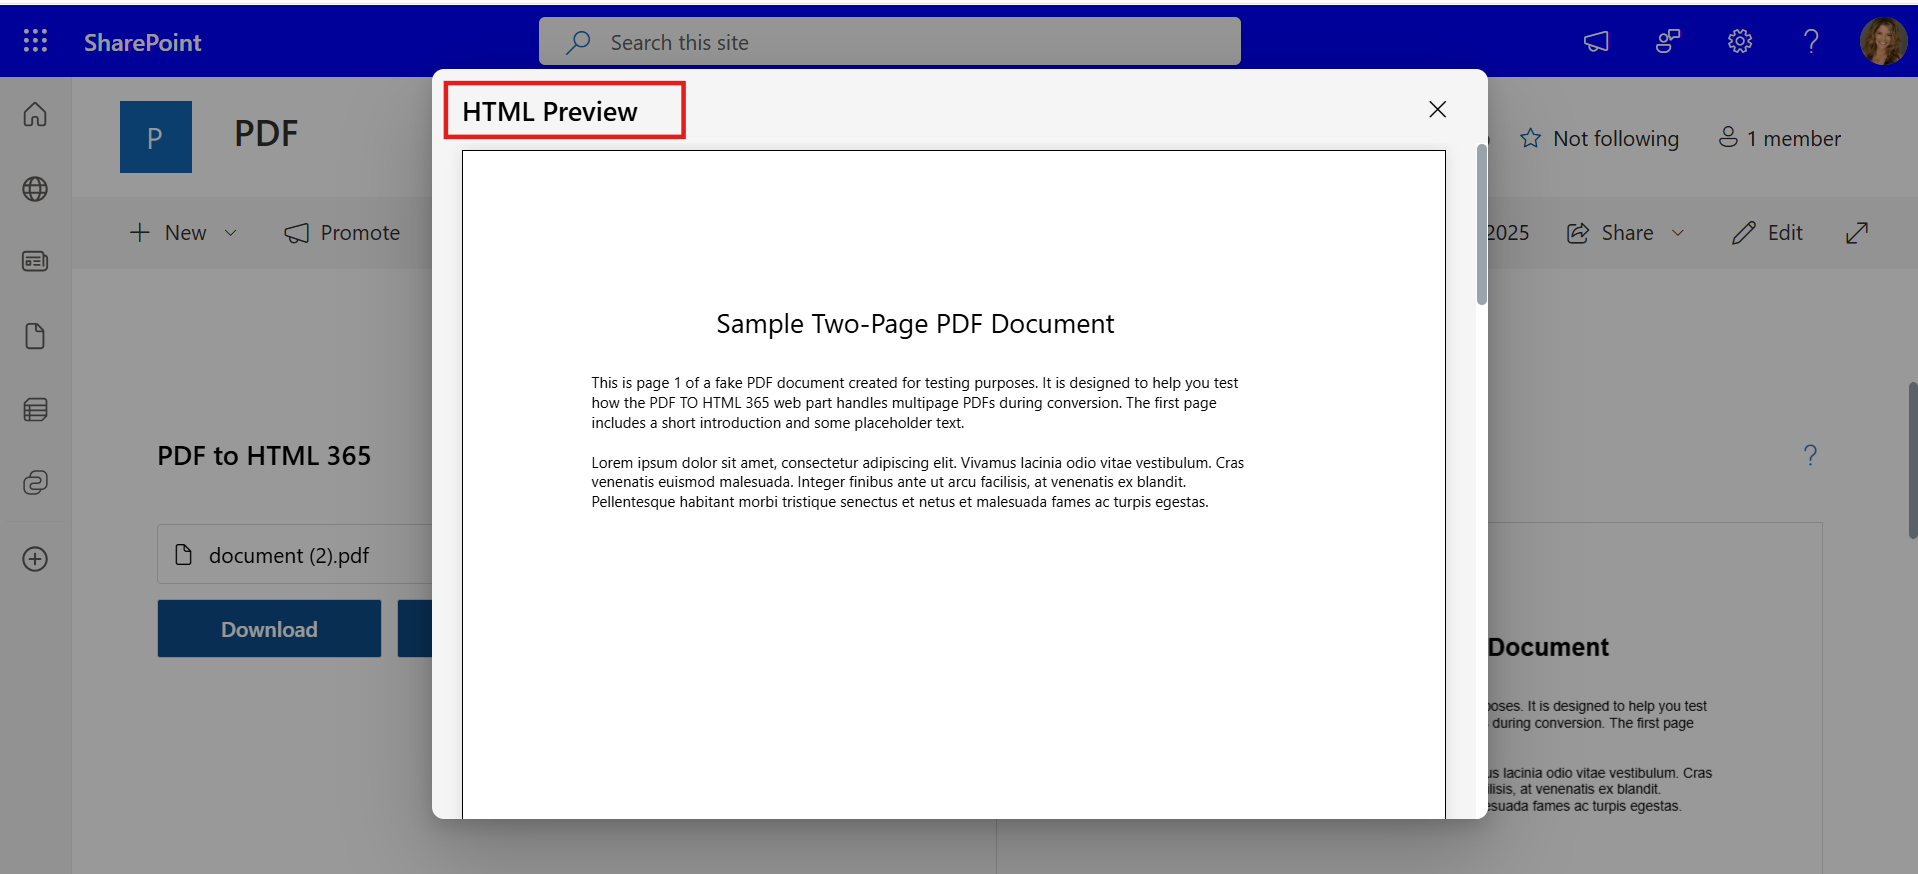 SharePoint
Search this site
HTML Preview
P
PDF
Not following
1 member
New
Promote
2025
Share
Edit
Sample Two-Page PDF Document
This is page 1 of a fake PDF document created for testing purposes. It is designed to help you test
how the PDF TO HTML 365 web part handles multipage PDFs during conversion. The first page
includes a short introduction and some placeholder text.
Lorem ipsum dolor sit amet, consectetur adipiscing elit. Vivamus lacinia odio vitae vestibulum. Cras
venenatis euismod malesuada. Integer finibus ante ut arcu facilisis, at venenatis ex blandit.
Pellentesque habitant morbi tristique senectus et netus et malesuada fames ac turpis egestas.
PDF to HTML 365
document (2).pdf
Download
Document
It is designed to help you test
during conversion. The first page
lacinia odio vitae vestibulum. Cras
at venenatis ex blandit.
fames ac turpis egestas.